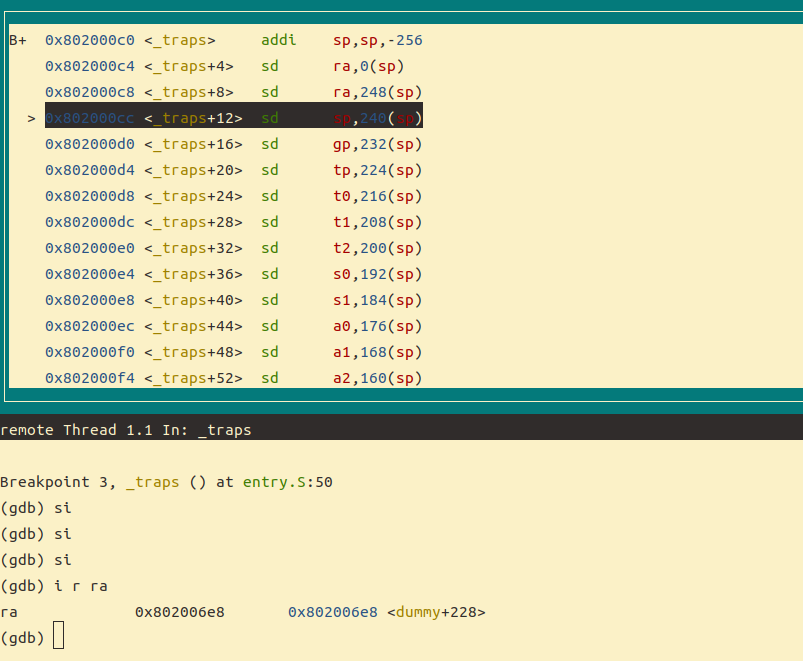 B+ 0x802000c0 <_traps> addi sp,sp,-256
0x802000c4 <_traps+4> sd ra,0(sp)
0x802000c8 <_traps+8> sd ra,248(sp)
> 0x802000cc <_traps+12> sd sp,240(sp)
0x802000d0 <_traps+16> sd gp,232(sp)
0x802000d4 <_traps+20> sd tp,224(sp)
0x802000d8 <_traps+24> sd t0,216(sp)
0x802000dc <_traps+28> sd t1,208(sp)
0x802000e0 <_traps+32> sd t2,200(sp)
0x802000e4 <_traps+36> sd s0,192(sp)
0x802000e8 <_traps+40> sd s1,184(sp)
0x802000ec <_traps+44> sd a0,176(sp)
0x802000f0 <_traps+48> sd a1,168(sp)
0x802000f4 <_traps+52> sd a2,160(sp)
remote Thread 1.1 In: _traps
Breakpoint 3, _traps () at entry.S:50
(gdb) si
(gdb) si
(gdb) si
(gdb) i r ra
ra 0x802006e8 0x802006e8 <dummy+228>
(gdb)